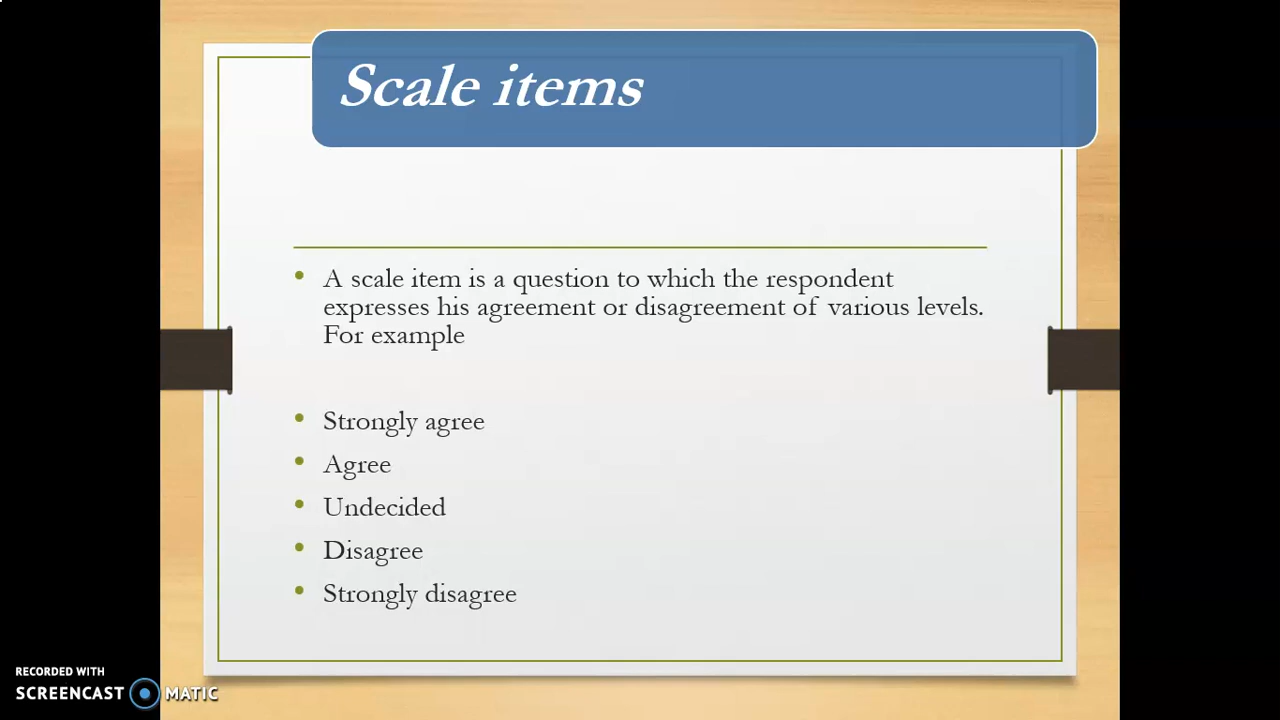 Scale items
• A scale item is a question to which the respondent
expresses his agreement or disagreement of various levels.
For example
• Strongly agree
• Agree
• Undecided
• Disagree
• Strongly disagree
RECORDED WITH
SCREENCAST MATIC